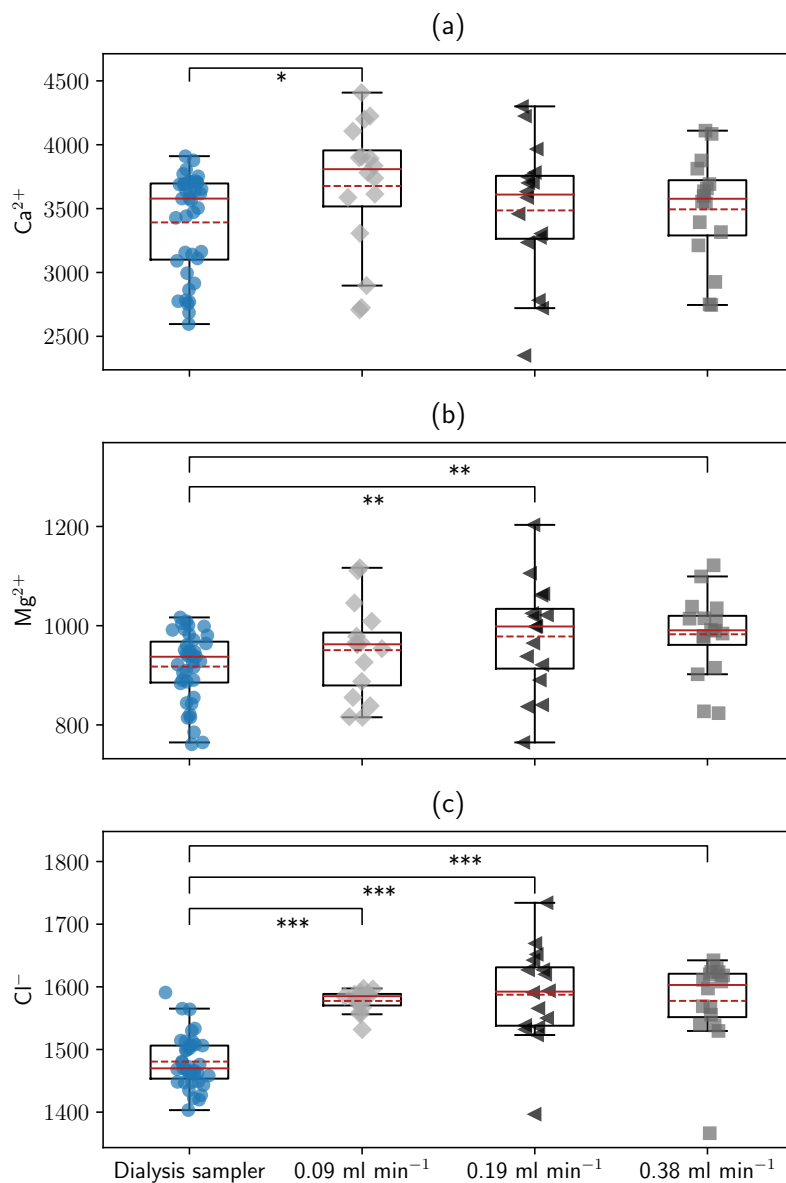 (a)
*
4500
4000
3500
3000
2500
Ca²⁺
(b)
**
**
1200
1000
800
Mg²⁺
(c)
***
***
***
1800
1700
1600
1500
1400
Cl⁻
Dialysis sampler 0.09 ml min⁻¹ 0.19 ml min⁻¹ 0.38 ml min⁻¹